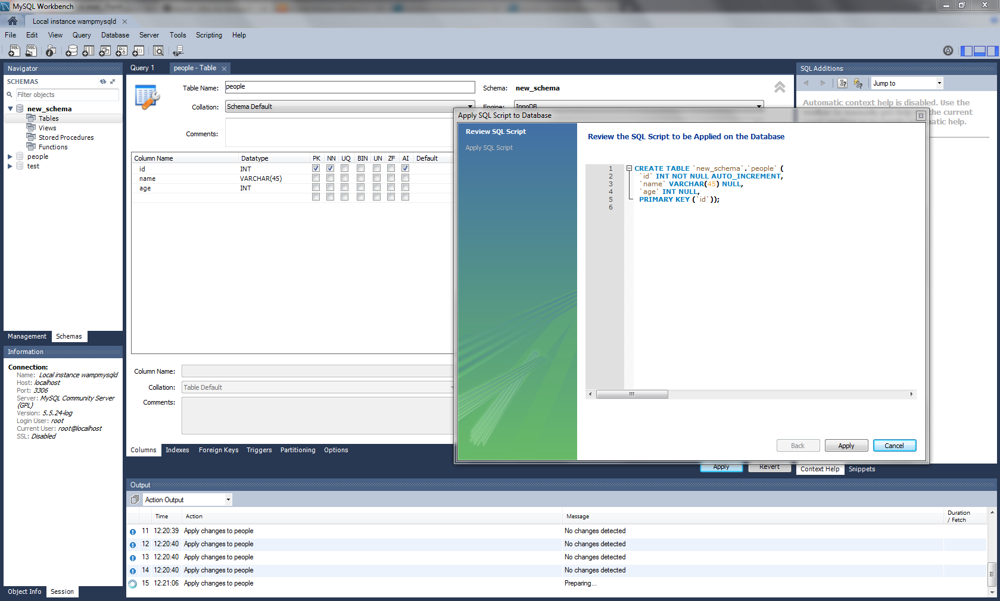 MySQL Workbench
Local instance wampmysqld
File Edit View Query Database Server Tools Scripting Help
Navigator
SCHEMAS
Filter objects
new_schema
Tables
Views
Stored Procedures
Functions
people
test
Management Schemas
Information
Connection:
Name: Local instance wampmysqld
Host: localhost
Port: 3306
Server: MySQL Community Server
(GPL)
Version: 5.5.24-log
Login User: root
Current User: root@localhost
SSL: Disabled
Object Info Session
Query 1 people - Table
Table Name: people Schema: new_schema
Collation: Schema Default Engine: InnoDB
Comments:
Column Name Datatype PK NN UQ BIN UN ZF AI Default
id INT
name VARCHAR(45)
age INT
Column Name:
Collation: Table Default
Comments:
Columns Indexes Foreign Keys Triggers Partitioning Options
Apply SQL Script to Database
Review SQL Script
Apply SQL Script
Review the SQL Script to be Applied on the Database
1 CREATE TABLE `new_schema`.`people` (
2 `id` INT NOT NULL AUTO_INCREMENT,
3 `name` VARCHAR(45) NULL,
4 `age` INT NULL,
5 PRIMARY KEY (`id`));
6
Back Apply Cancel
Apply Revert
SQL Additions
Jump to
Automatic context help is disabled. Use the
the current
matic help.
Context Help Snippets
Output
Action Output
Time Action Message Duration / Fetch
11 12:20:39 Apply changes to people No changes detected
12 12:20:40 Apply changes to people No changes detected
13 12:20:40 Apply changes to people No changes detected
14 12:20:40 Apply changes to people No changes detected
15 12:21:06 Apply changes to people Preparing...